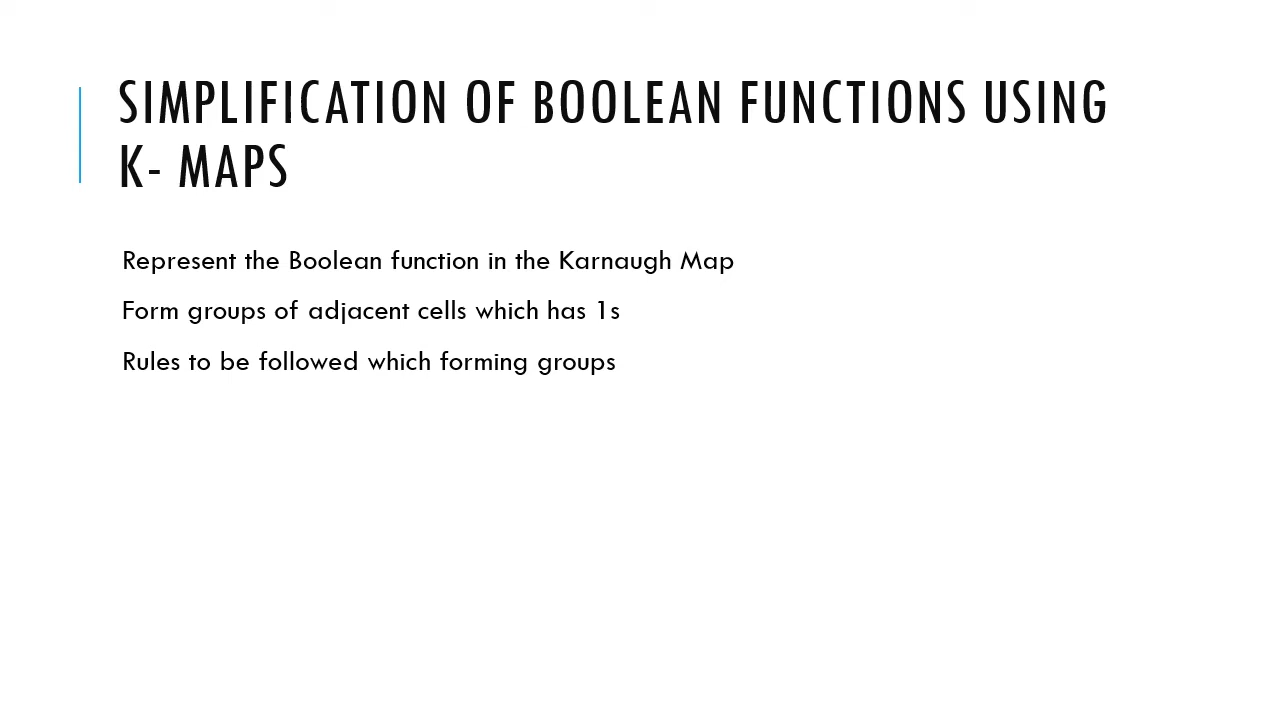 SIMPLIFICATION OF BOOLEAN FUNCTIONS USING
K- MAPS
Represent the Boolean function in the Karnaugh Map
Form groups of adjacent cells which has 1s
Rules to be followed which forming groups